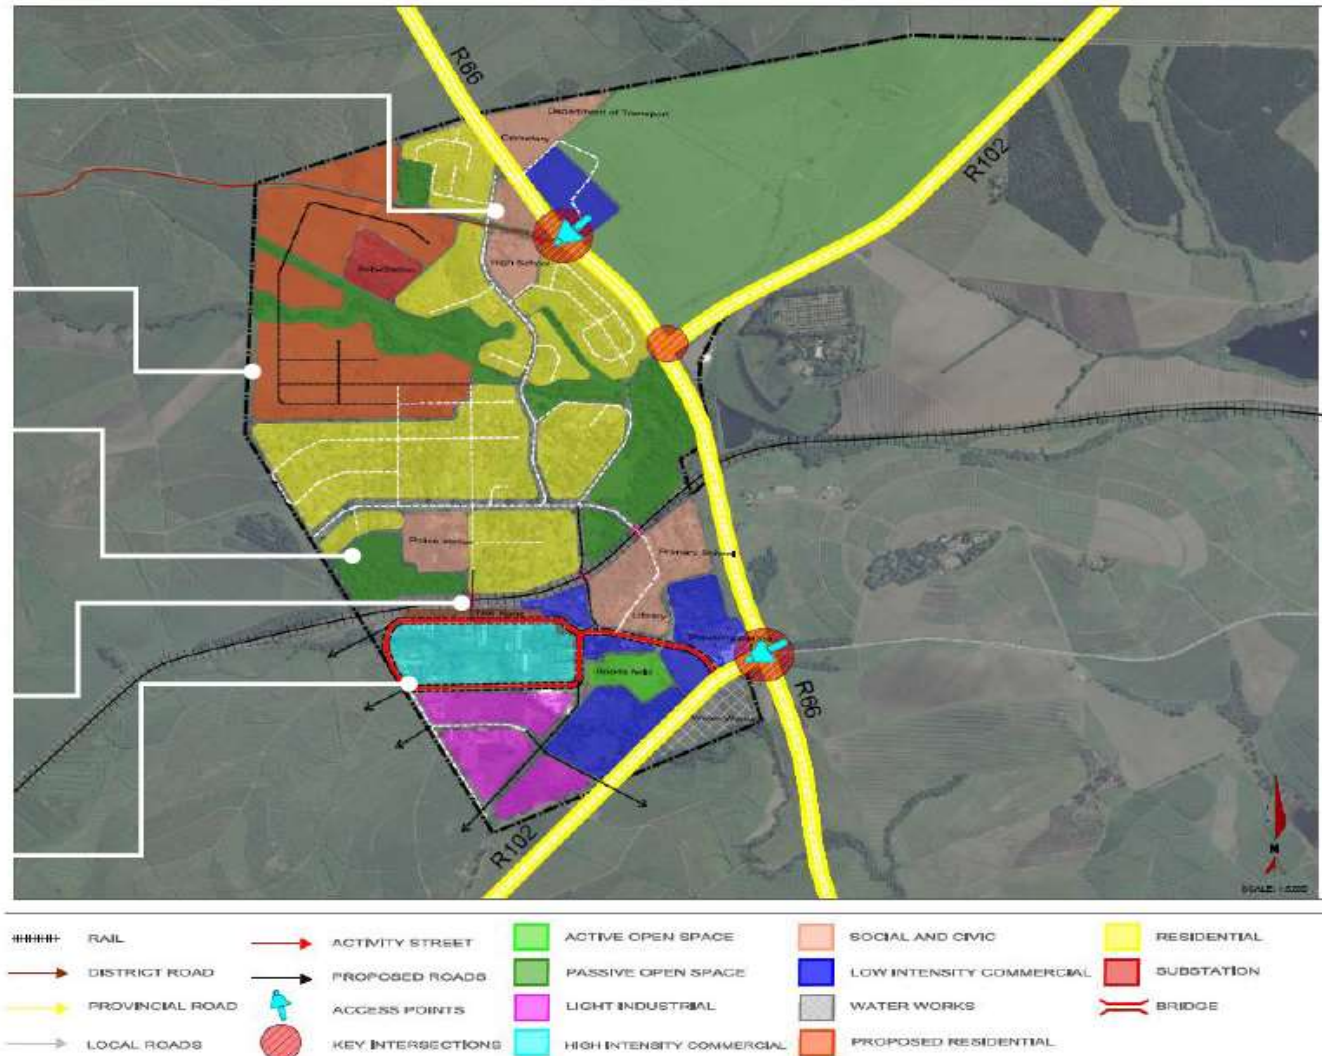 R66
Department of Transport
Cemetery
R102
High School
Substation
Police Station
Primary School
Library
R66
R102
N
RAIL
DISTRICT ROAD
PROVINCIAL ROAD
LOCAL ROADS
ACTIVITY STREET
PROPOSED ROADS
ACCESS POINTS
KEY INTERSECTIONS
ACTIVE OPEN SPACE
PASSIVE OPEN SPACE
LIGHT INDUSTRIAL
HIGH INTENSITY COMMERCIAL
SOCIAL AND CIVIC
LOW INTENSITY COMMERCIAL
WATER WORKS
PROPOSED RESIDENTIAL
RESIDENTIAL
SUBSTATION
BRIDGE